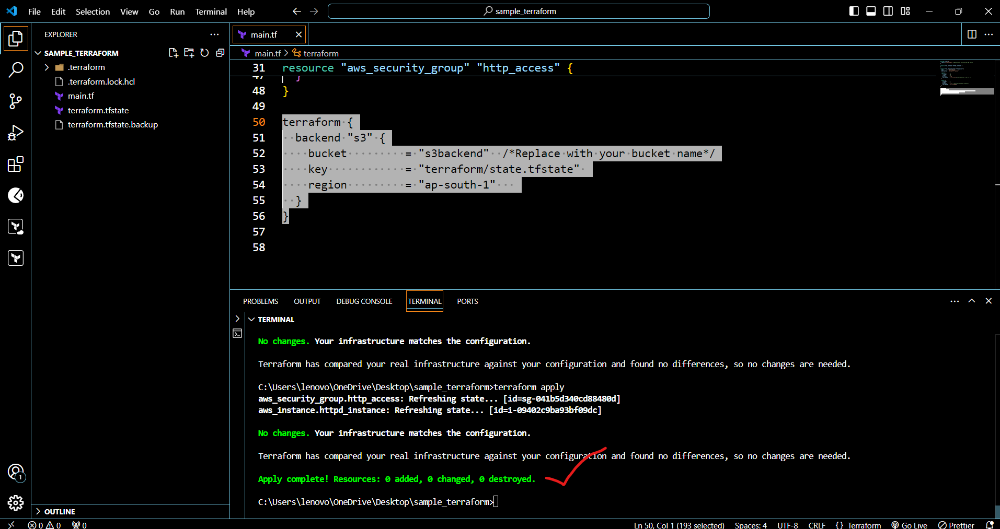 File Edit Selection View Go Run Terminal Help
sample_terraform
EXPLORER
SAMPLE_TERRAFORM
.terraform
.terraform.lock.hcl
main.tf
terraform.tfstate
terraform.tfstate.backup
OUTLINE
main.tf
main.tf > terraform
31 resource "aws_security_group" "http_access" {
47 }
48 }
49
50 terraform {
51   backend "s3" {
52     bucket         = "s3backend"  /*Replace with your bucket name*/
53     key            = "terraform/state.tfstate"
54     region         = "ap-south-1"
55   }
56 }
57
58
PROBLEMS OUTPUT DEBUG CONSOLE TERMINAL PORTS
TERMINAL
No changes. Your infrastructure matches the configuration.
Terraform has compared your real infrastructure against your configuration and found no differences, so no changes are needed.
C:\Users\lenovo\OneDrive\Desktop\sample_terraform>terraform apply
aws_security_group.http_access: Refreshing state... [id=sg-041b5d340cd88480d]
aws_instance.httpd_instance: Refreshing state... [id=i-09402c9ba93bf09dc]
No changes. Your infrastructure matches the configuration.
Terraform has compared your real infrastructure against your configuration and found no differences, so no changes are needed.
Apply complete! Resources: 0 added, 0 changed, 0 destroyed.
C:\Users\lenovo\OneDrive\Desktop\sample_terraform>
1
0 0 0 Ln 50, Col 1 (193 selected) Spaces: 4 UTF-8 CRLF {} Terraform Go Live Prettier